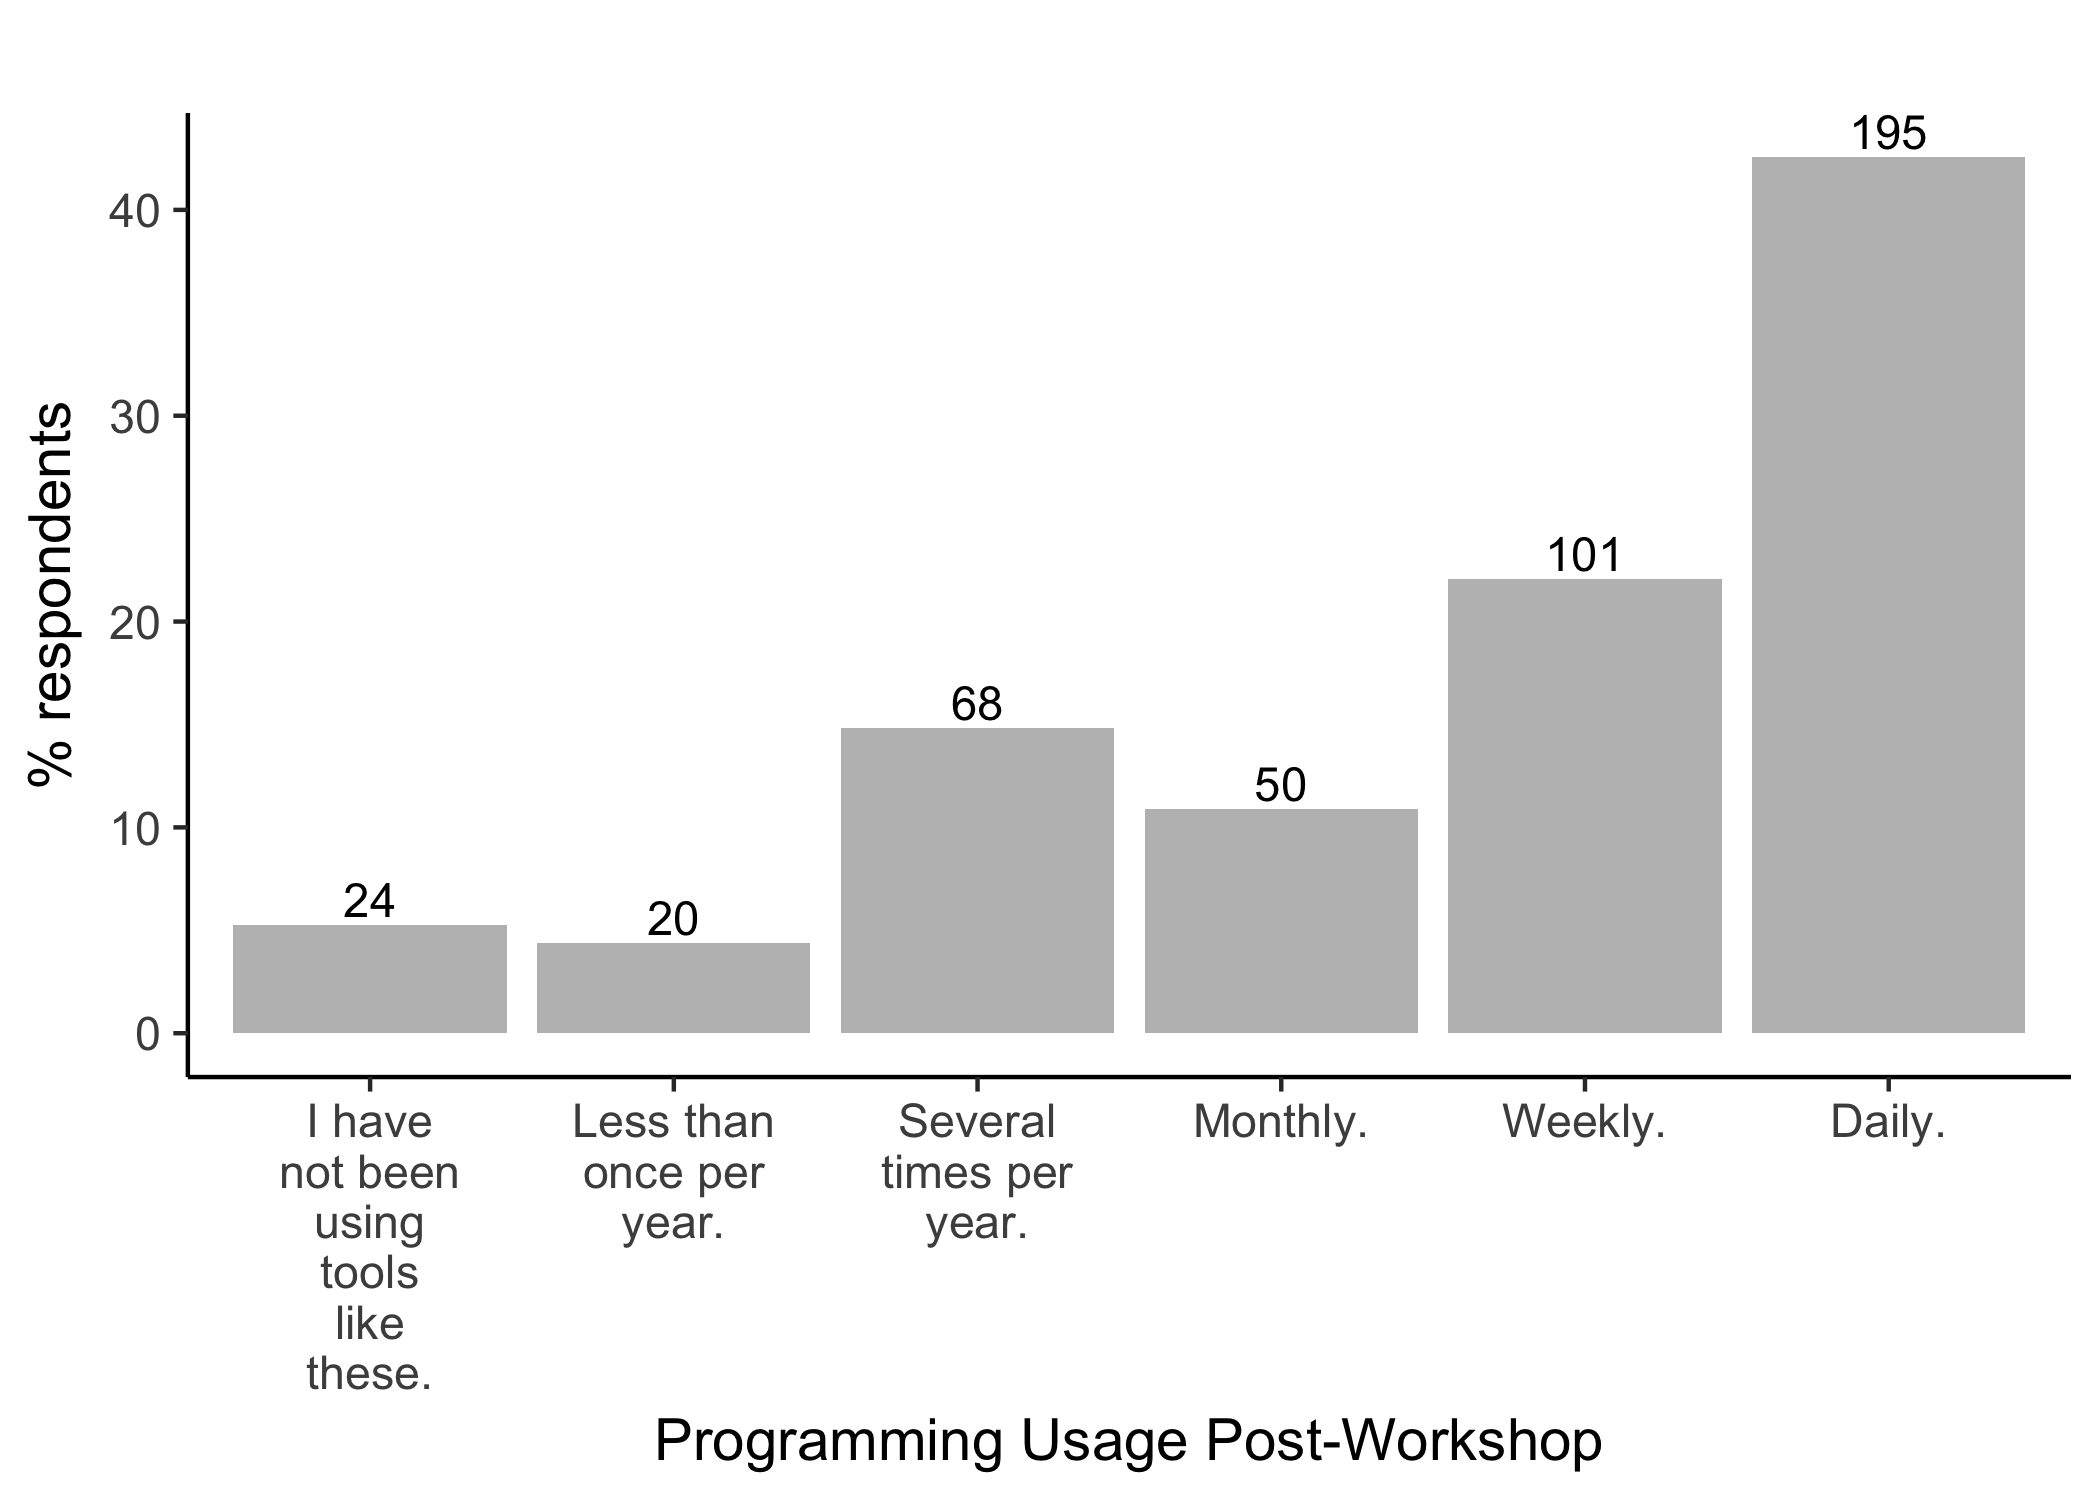 195
40
30
101
20
68
50
10
24
20
0
% respondents
I have
not been
using
tools
like
these.
Less than
once per
year.
Several
times per
year.
Monthly.
Weekly.
Daily.
Programming Usage Post-Workshop